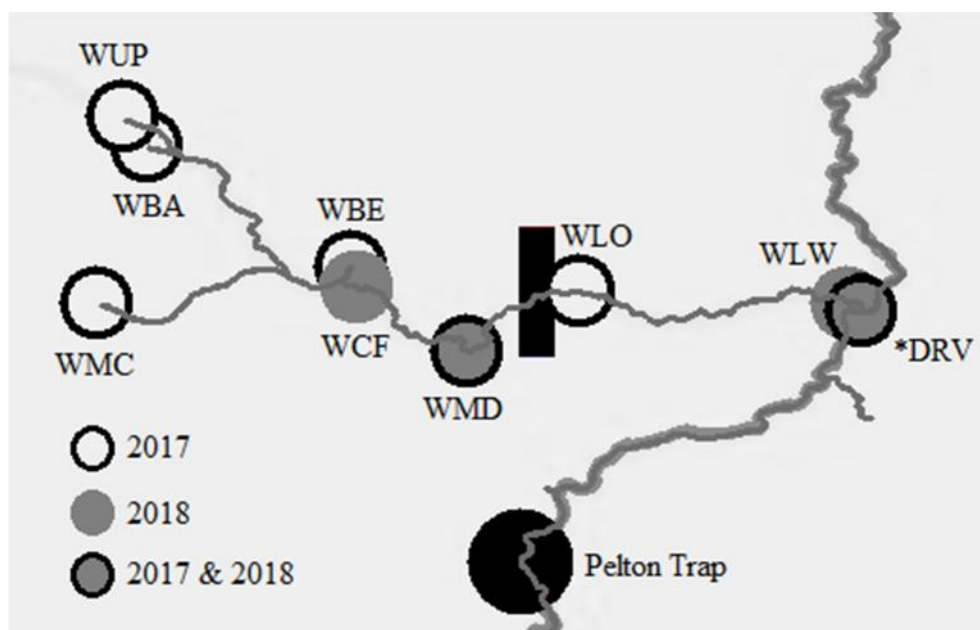 WUP
WBA
WBE
WLO
WLW
WMC
WCF
*DRV
WMD
2017
2018
2017 & 2018
Pelton Trap